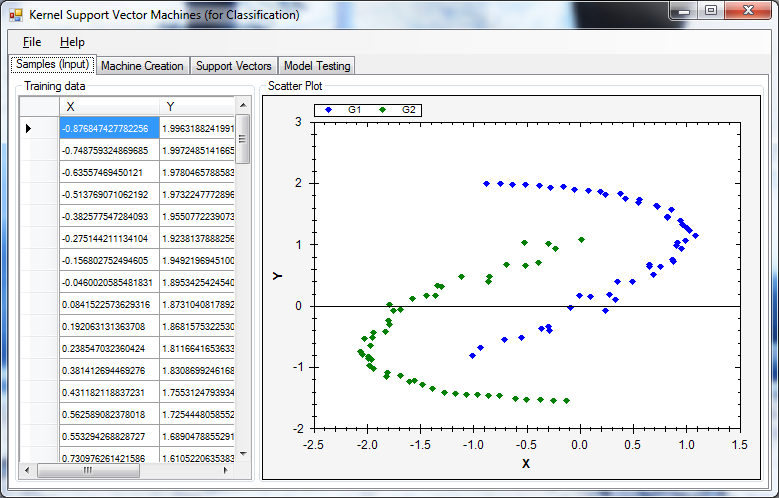 Kernel Support Vector Machines (for Classification)
File Help
Samples (Input) Machine Creation Support Vectors Model Testing
Training data
X Y
-0.876847427782256 1.9963188241991
-0.748759324869685 1.9972485141665
-0.63557469450121 1.9780465788583
-0.513769071062192 1.9732247772896
-0.382577547284093 1.9550772239073
-0.275144211134104 1.9238137888256
-0.156802752494605 1.9492196945100
-0.0460020585481831 1.8953425424540
0.0841522573629316 1.8731040817892
0.192063131363708 1.8681575322530
0.238547032360424 1.8116641653633
0.381412694469276 1.8308699246168
0.431182118837231 1.7553124793934
0.562589082378018 1.7254448058552
0.553294268828727 1.6890478855291
0.730976261421586 1.6105220635383
Scatter Plot
G1 G2
3
2
1
0
-1
-2
Y
-2.5 -2.0 -1.5 -1.0 -0.5 0.0 0.5 1.0 1.5
X